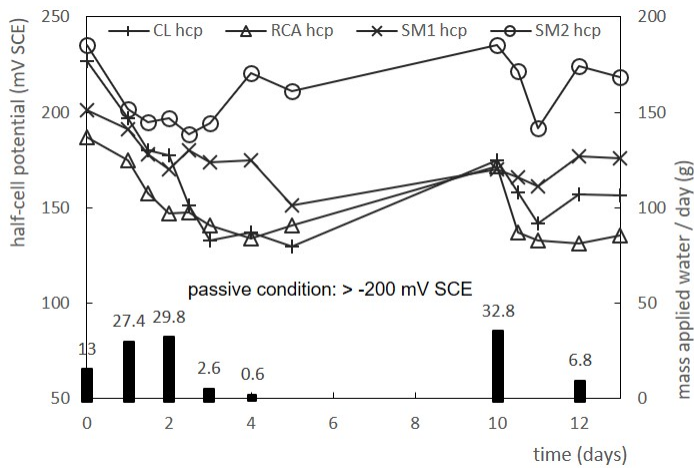 CL hcp RCA hcp SM1 hcp SM2 hcp
half-cell potential (mV SCE)
250
200
150
100
50
200
150
100
50
0
mass applied water / day (g)
passive condition: > -200 mV SCE
13
27.4
29.8
2.6
0.6
32.8
6.8
0 2 4 6 8 10 12
time (days)